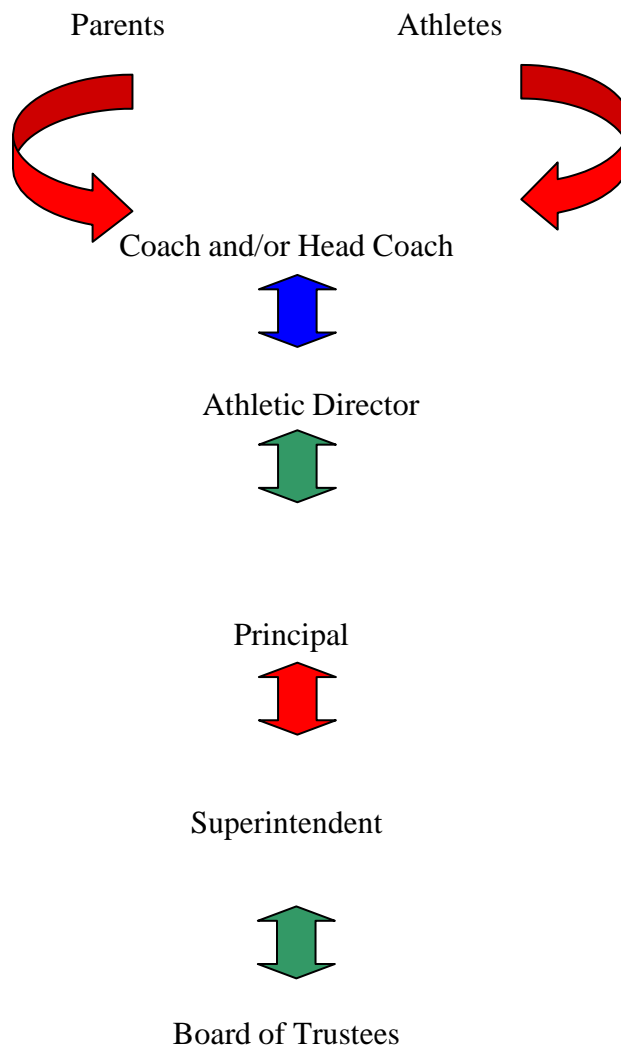 Parents Athletes
Coach and/or Head Coach
Athletic Director
Principal
Superintendent
Board of Trustees